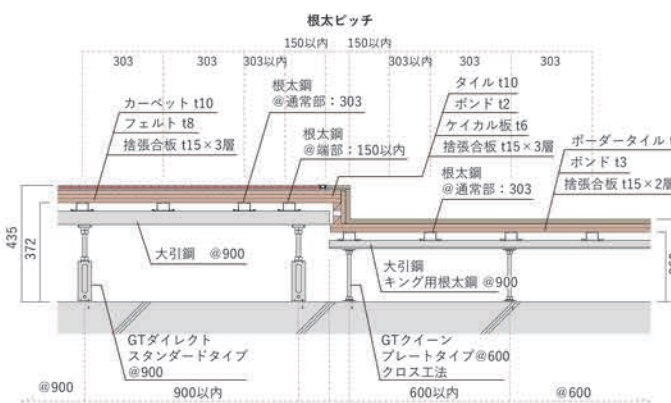 根太ピッチ
150以内 150以内
303 303 303以内 303以内 303 303
カーペット t10
フェルト t8
捨張合板 t15×3層
根太鋼
@通常部:303
根太鋼
@端部:150以内
タイル t10
ボンド t2
ケイカル板 t6
捨張合板 t15×3層
根太鋼
@通常部:303
ボーダータイル
ボンド t3
捨張合板 t15×2層
435
372
大引鋼 @900
大引鋼
キング用根太鋼 @900
GTダイレクト
スタンダードタイプ
@900
GTクイーン
プレートタイプ@600
クロス工法
@900 900以内 600以内 @600